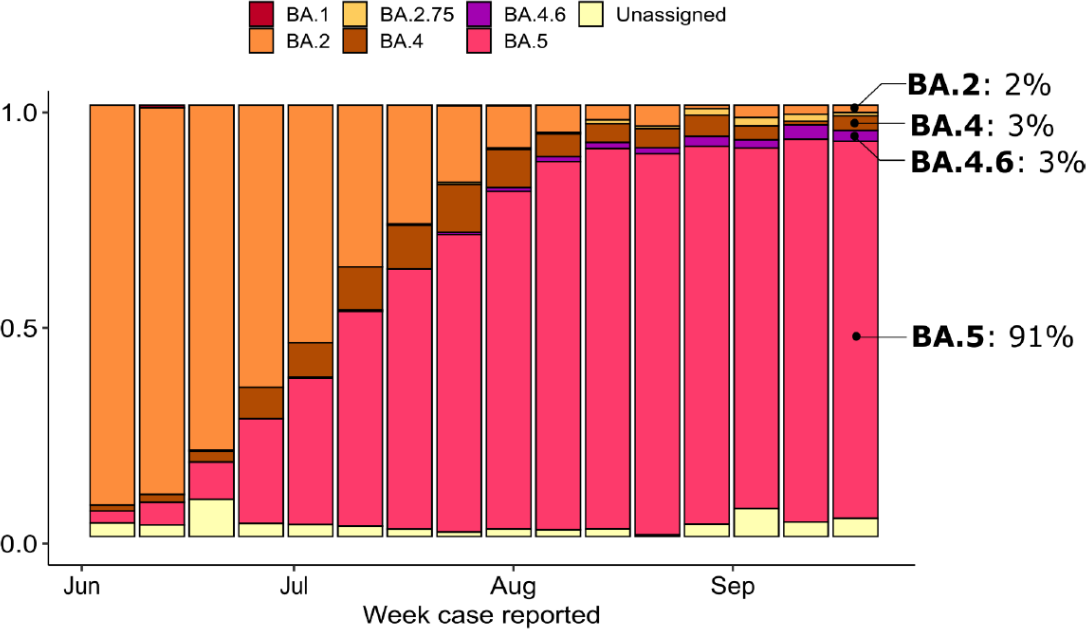 BA.1 BA.2.75 BA.4.6 Unassigned
BA.2 BA.4 BA.5
1.0
BA.2: 2%
BA.4: 3%
BA.4.6: 3%
0.5
BA.5: 91%
0.0
Jun Jul Aug Sep
Week case reported